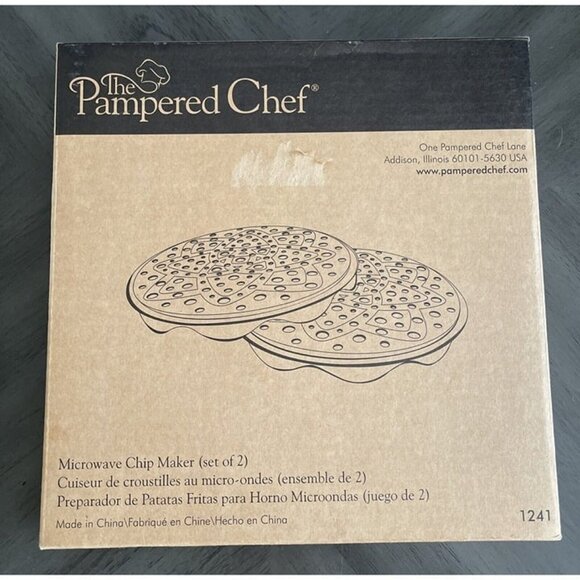 The
Pampered Chef®
One Pampered Chef Lane
Addison, Illinois 60101-5630 USA
www.pamperedchef.com
Microwave Chip Maker (set of 2)
Cuiseur de croustilles au micro-ondes (ensemble de 2)
Preparador de Patatas Fritas para Horno Microondas (juego de 2)
Made in China\Fabriqué en Chine\Hecho en China
1241